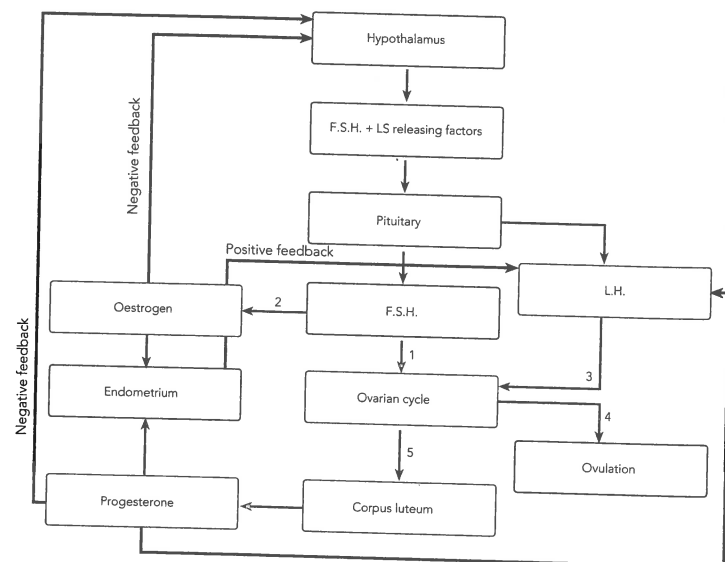 Hypothalamus
F.S.H. + LS releasing factors
Pituitary
Negative feedback
Positive feedback
L.H.
Oestrogen
2
F.S.H.
1
3
Negative feedback
Endometrium
Ovarian cycle
4
5
Ovulation
Progesterone
Corpus luteum